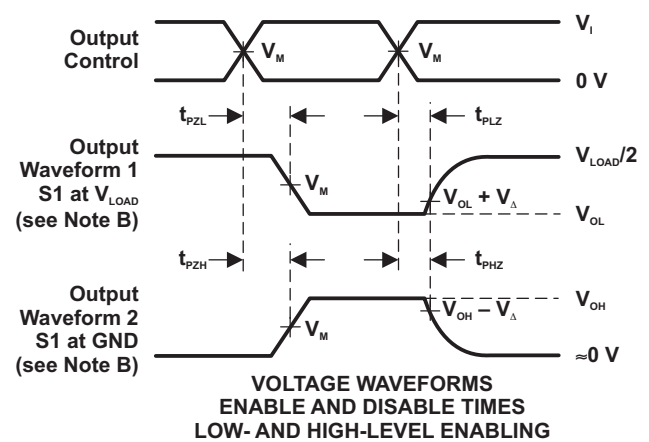 Output
Control
V_M
V_M
V_I
0 V
t_PZL
t_PLZ
Output
Waveform 1
S1 at V_LOAD
(see Note B)
V_M
V_OL + V_Δ
V_LOAD/2
V_OL
t_PZH
t_PHZ
Output
Waveform 2
S1 at GND
(see Note B)
V_M
V_OH – V_Δ
V_OH
≈0 V
VOLTAGE WAVEFORMS
ENABLE AND DISABLE TIMES
LOW- AND HIGH-LEVEL ENABLING